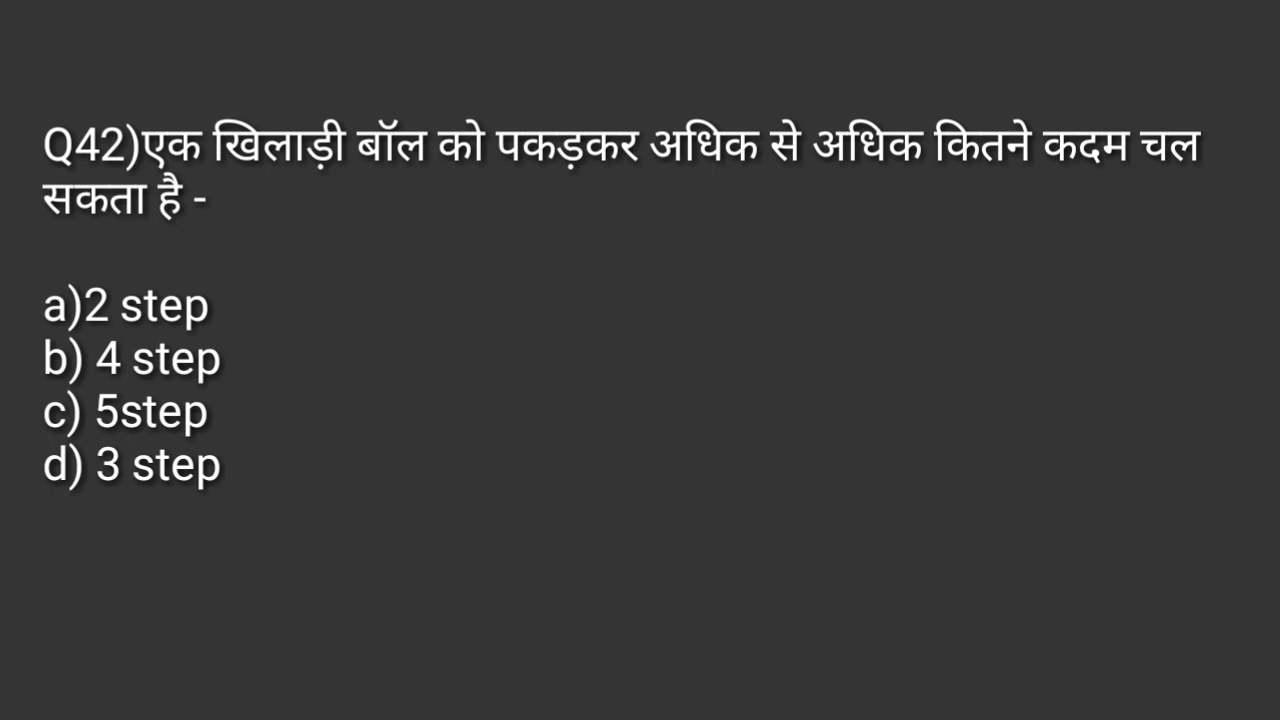 Q42)एक खिलाड़ी बॉल को पकड़कर अधिक से अधिक कितने कदम चल
सकता है -
a)2 step
b) 4 step
c) 5step
d) 3 step